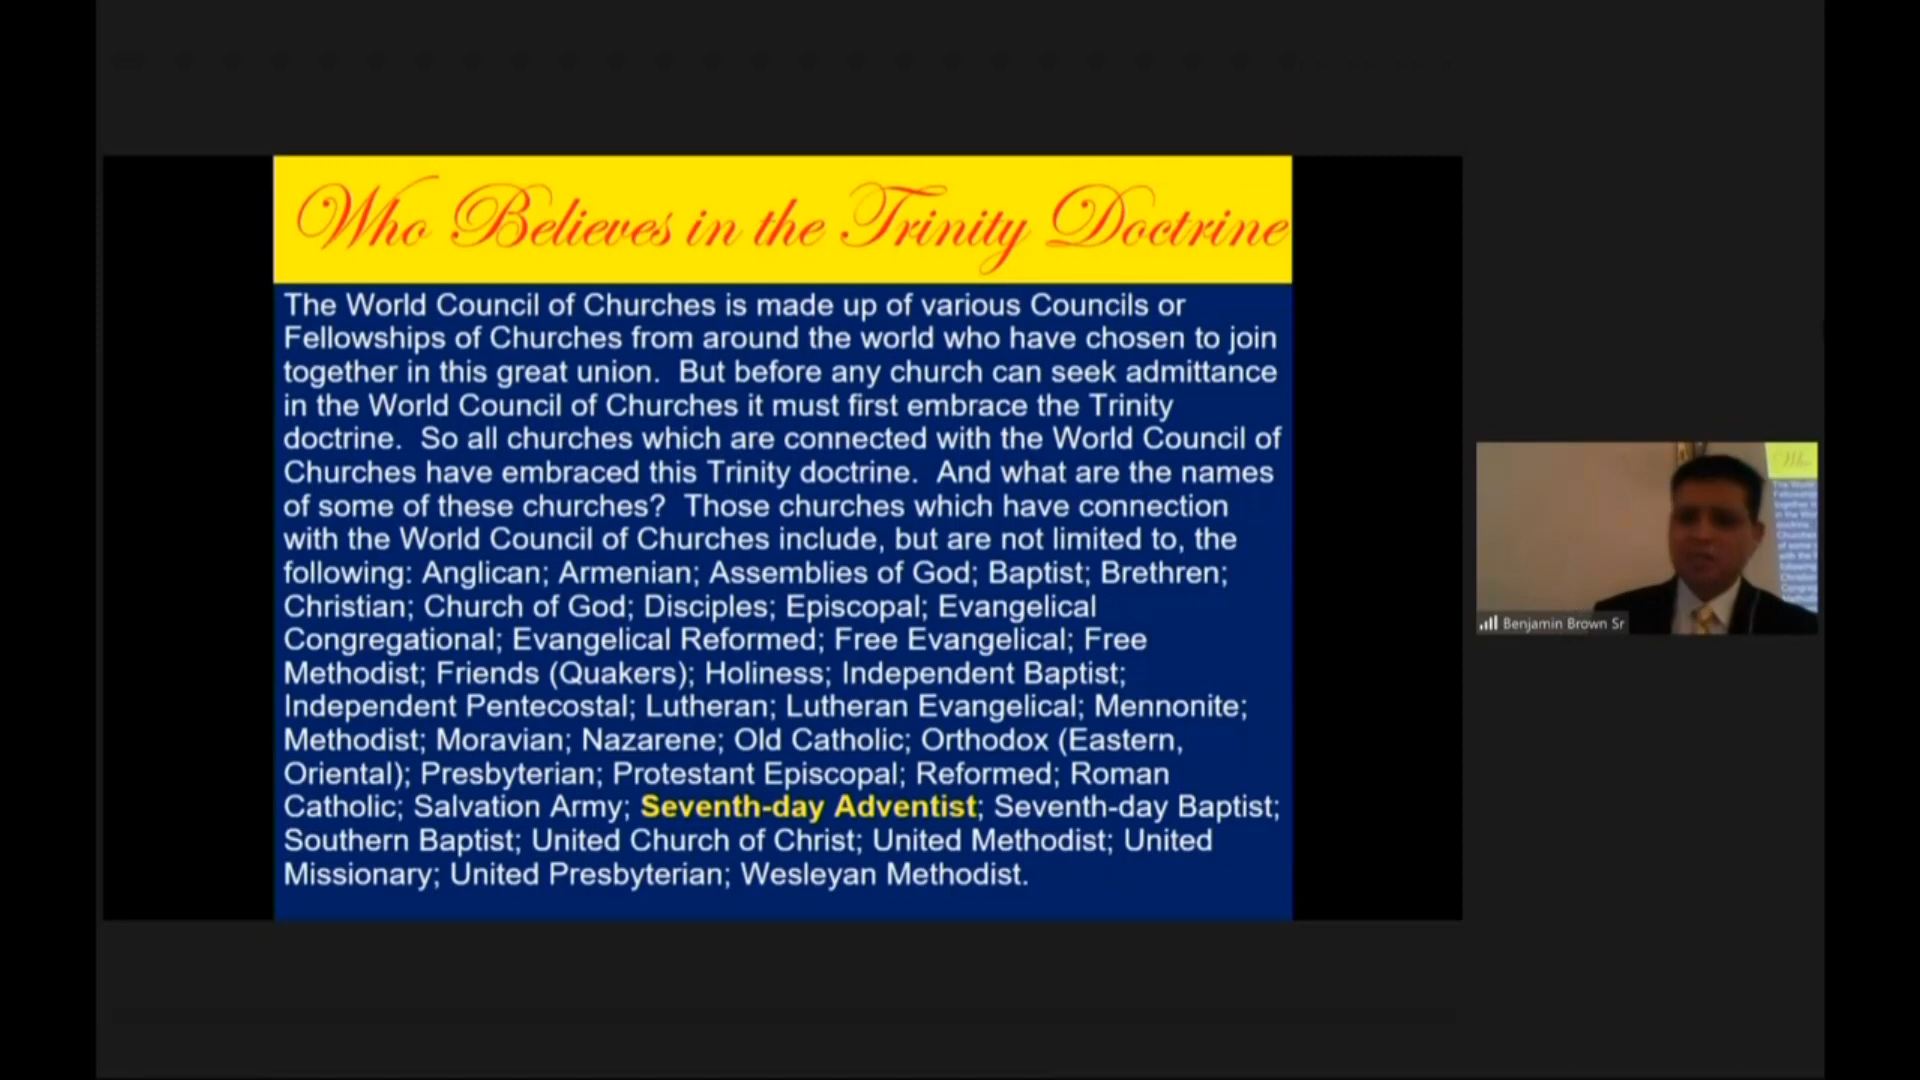 Who Believes in the Trinity Doctrine
The World Council of Churches is made up of various Councils or
Fellowships of Churches from around the world who have chosen to join
together in this great union.  But before any church can seek admittance
in the World Council of Churches it must first embrace the Trinity
doctrine.  So all churches which are connected with the World Council of
Churches have embraced this Trinity doctrine.  And what are the names
of some of these churches?  Those churches which have connection
with the World Council of Churches include, but are not limited to, the
following: Anglican; Armenian; Assemblies of God; Baptist; Brethren;
Christian; Church of God; Disciples; Episcopal; Evangelical
Congregational; Evangelical Reformed; Free Evangelical; Free
Methodist; Friends (Quakers); Holiness; Independent Baptist;
Independent Pentecostal; Lutheran; Lutheran Evangelical; Mennonite;
Methodist; Moravian; Nazarene; Old Catholic; Orthodox (Eastern,
Oriental); Presbyterian; Protestant Episcopal; Reformed; Roman
Catholic; Salvation Army; Seventh-day Adventist; Seventh-day Baptist;
Southern Baptist; United Church of Christ; United Methodist; United
Missionary; United Presbyterian; Wesleyan Methodist.
Benjamin Brown Sr